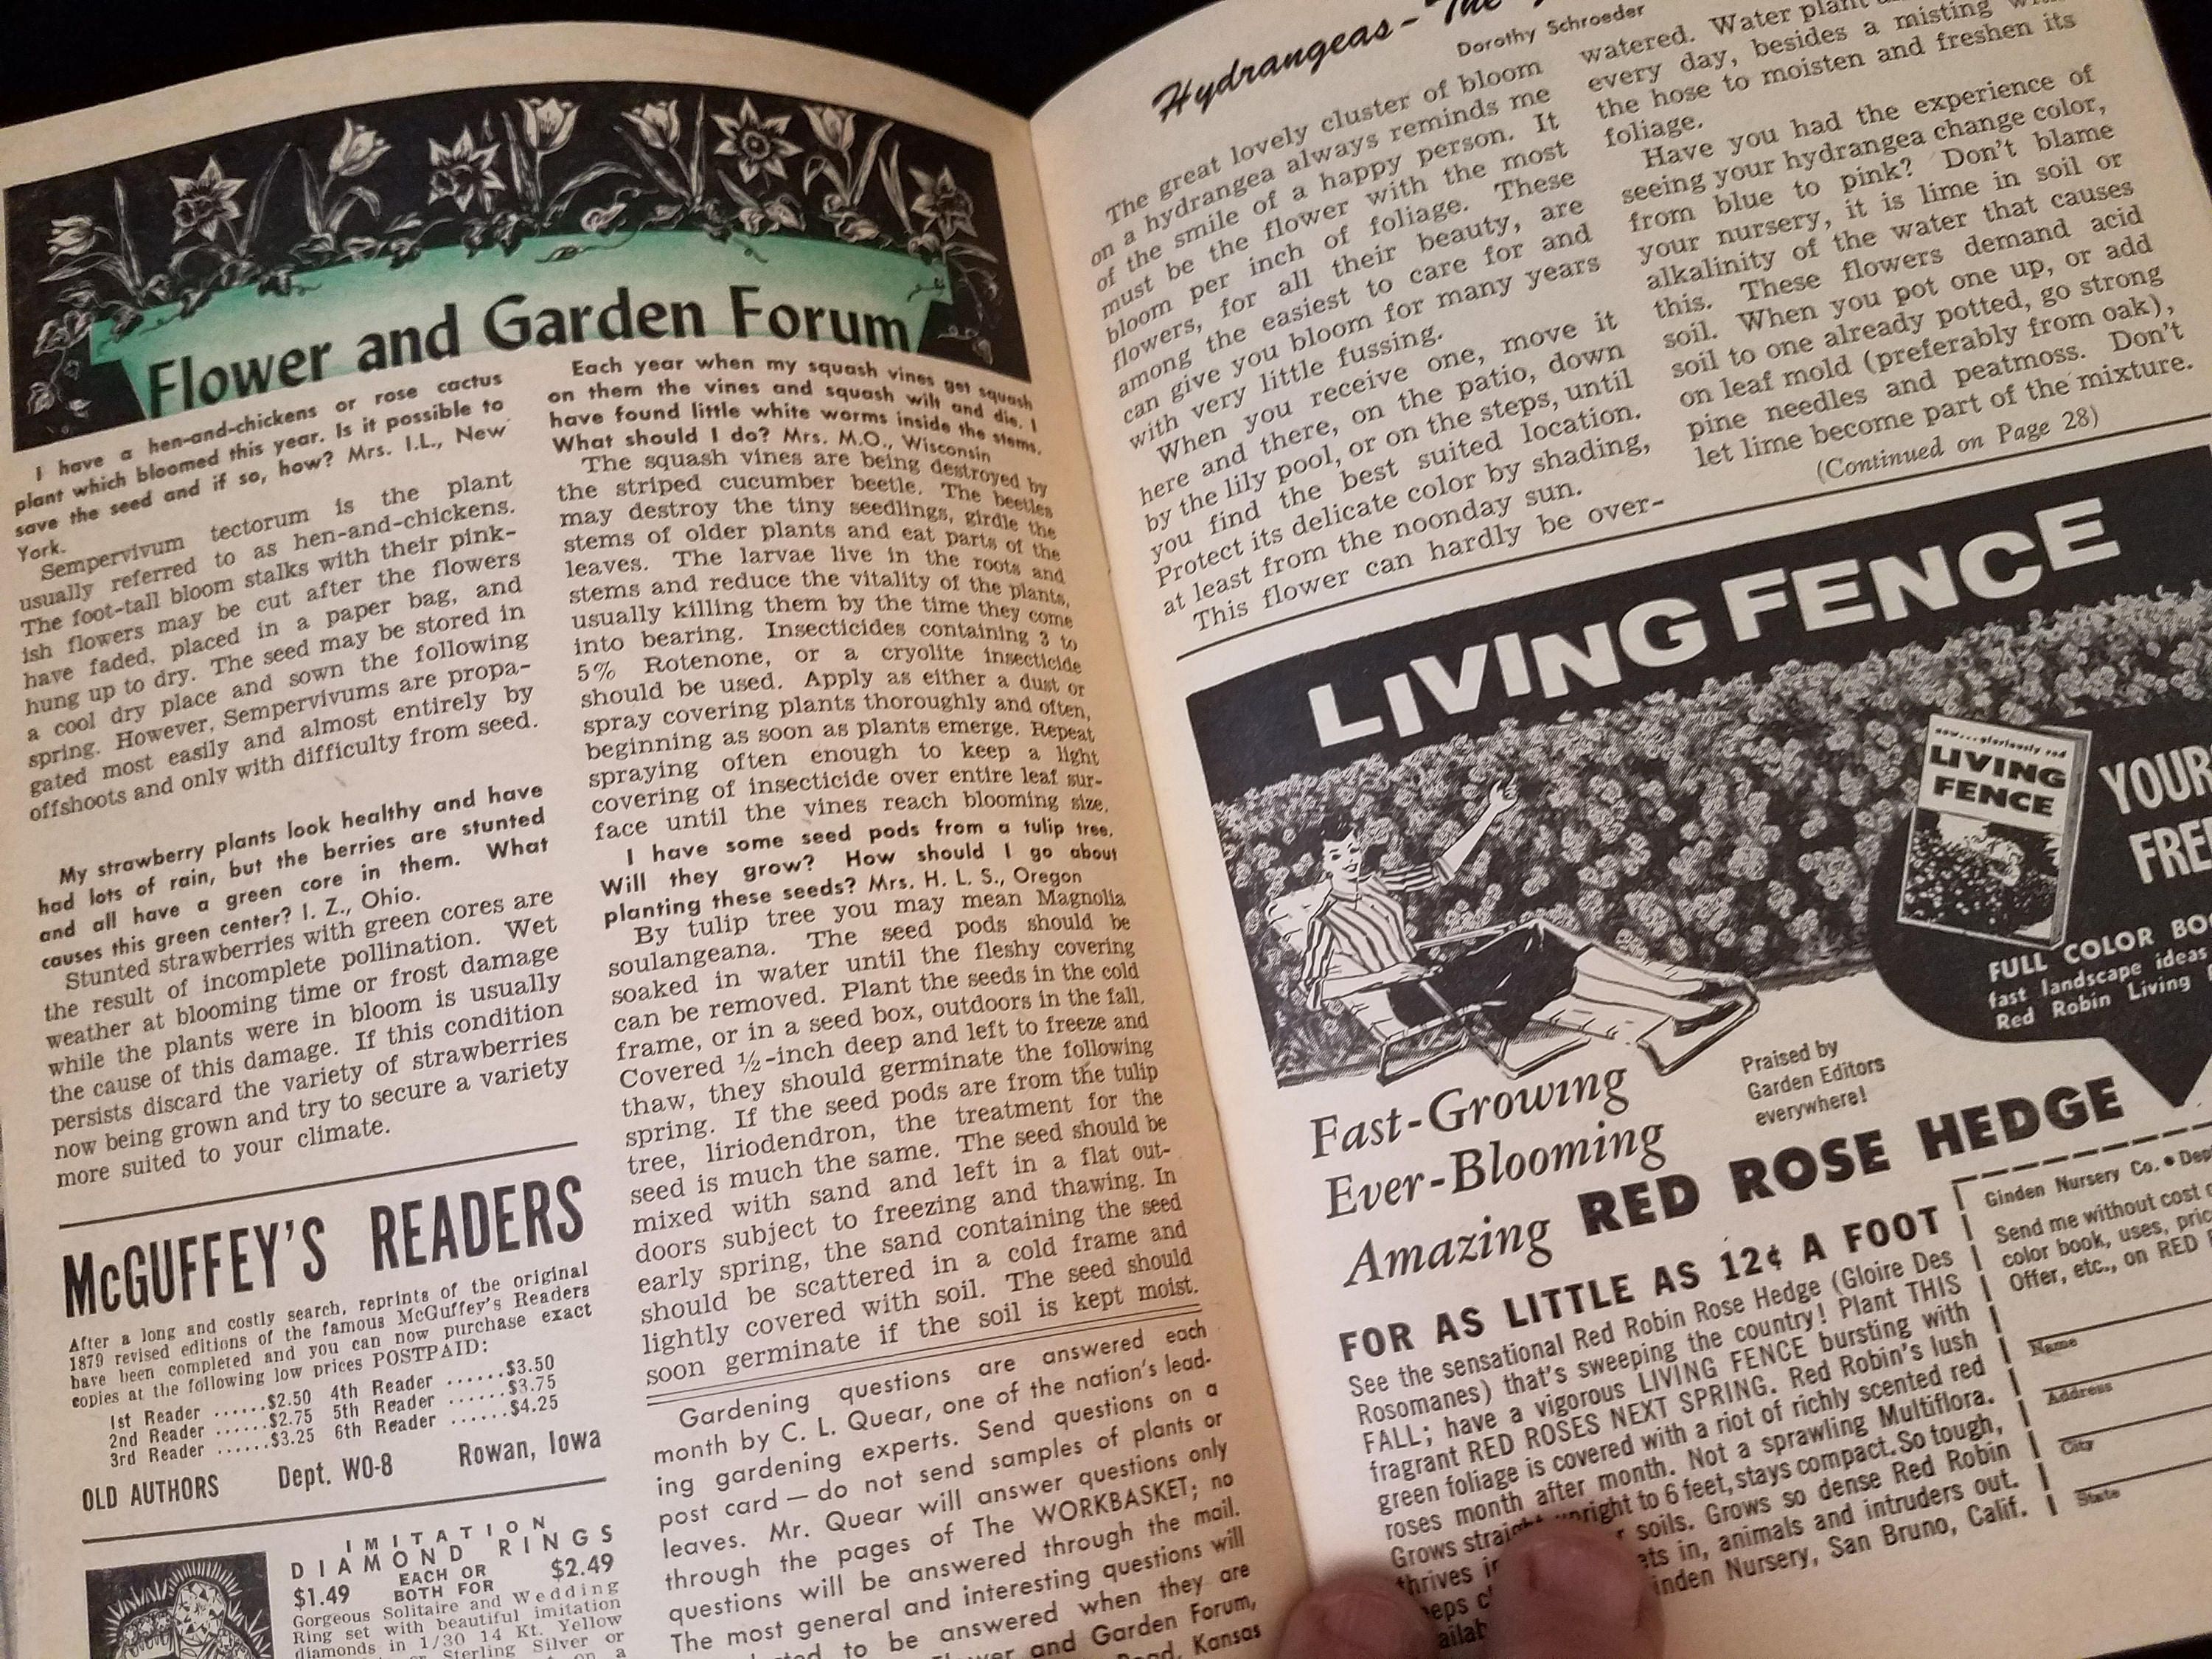 Flower and Garden Forum
I have a hen-and-chickens or rose cactus
plant which bloomed this year. Is it possible to
save the seed and if so, how? Mrs. I.L., New
York.
Sempervivum tectorum is the plant
usually referred to as hen-and-chickens.
The foot-tall bloom stalks with their pink-
ish flowers may be cut after the flowers
have faded, placed in a paper bag, and
hung up to dry. The seed may be stored in
a cool dry place and sown the following
spring. However, Sempervivums are propa-
gated most easily and almost entirely by
offshoots and only with difficulty from seed.
My strawberry plants look healthy and have
had lots of rain, but the berries are stunted
and all have a green core in them. What
causes this green center? I. Z., Ohio.
Stunted strawberries with green cores are
the result of incomplete pollination. Wet
weather at blooming time or frost damage
while the plants were in bloom is usually
the cause of this damage. If this condition
persists discard the variety of strawberries
now being grown and try to secure a variety
more suited to your climate.
McGUFFEY'S READERS
After a long and costly search, reprints of the original
1879 revised editions of the famous McGuffey's Readers
have been completed and you can now purchase exact
copies at the following low prices POSTPAID:
1st Reader ......$2.50 4th Reader ......$3.50
2nd Reader ......$2.75 5th Reader ......$3.75
3rd Reader ......$3.25 6th Reader ......$4.25
OLD AUTHORS Dept. WO-8 Rowan, Iowa
IMITATION
DIAMOND RINGS
$1.49 EACH OR BOTH FOR $2.49
Gorgeous Solitaire and Wedding
Ring set with beautiful imitation
diamonds in 1/30 14 Kt. Yellow
Sterling Silver or
Each year when my squash vines get squash
on them the vines and squash wilt and die. I
have found little white worms inside the stems.
What should I do? Mrs. M.O., Wisconsin
The squash vines are being destroyed by
the striped cucumber beetle. The beetles
may destroy the tiny seedlings, girdle the
stems of older plants and eat parts of the
leaves. The larvae live in the roots and
stems and reduce the vitality of the plants,
usually killing them by the time they come
into bearing. Insecticides containing 3 to
5% Rotenone, or a cryolite insecticide
should be used. Apply as either a dust or
spray covering plants thoroughly and often,
beginning as soon as plants emerge. Repeat
spraying often enough to keep a light
covering of insecticide over entire leaf sur-
face until the vines reach blooming size.
I have some seed pods from a tulip tree.
Will they grow? How should I go about
planting these seeds? Mrs. H. L. S., Oregon
By tulip tree you may mean Magnolia
soulangeana. The seed pods should be
soaked in water until the fleshy covering
can be removed. Plant the seeds in the cold
frame, or in a seed box, outdoors in the fall.
Covered ½-inch deep and left to freeze and
thaw, they should germinate the following
spring. If the seed pods are from the tulip
tree, liriodendron, the treatment for the
seed is much the same. The seed should be
mixed with sand and left in a flat out-
doors subject to freezing and thawing. In
early spring, the sand containing the seed
should be scattered in a cold frame and
lightly covered with soil. The seed should
soon germinate if the soil is kept moist.
Gardening questions are answered each
month by C. L. Quear, one of the nation's lead-
ing gardening experts. Send questions on a
post card — do not send samples of plants or
leaves. Mr. Quear will answer questions only
through the pages of The WORKBASKET; no
questions will be answered through the mail.
The most general and interesting questions will
to be answered when they are
and Garden Forum,
Road, Kansas
Hydrangeas - The
Dorothy Schroeder
The great lovely cluster of bloom
on a hydrangea always reminds me
of the smile of a happy person. It
must be the flower with the most
bloom per inch of foliage. These
flowers, for all their beauty, are
among the easiest to care for and
can give you bloom for many years
with very little fussing.
When you receive one, move it
here and there, on the patio, down
by the lily pool, or on the steps, until
you find the best suited location.
Protect its delicate color by shading,
at least from the noonday sun.
This flower can hardly be over-
watered. Water plant
every day, besides a misting
the hose to moisten and freshen its
foliage.
Have you had the experience of
seeing your hydrangea change color,
from blue to pink? Don't blame
your nursery, it is lime in soil or
alkalinity of the water that causes
this. These flowers demand acid
soil. When you pot one up, or add
soil to one already potted, go strong
on leaf mold (preferably from oak),
pine needles and peatmoss. Don't
let lime become part of the mixture.
(Continued on Page 28)
LIVING FENCE
now...gloriously red
LIVING
FENCE
YOUR
FREE
FULL COLOR
fast landscape ideas
Red Robin Living
Praised by
Garden Editors
everywhere!
Fast-Growing
Ever-Blooming
Amazing RED ROSE HEDGE
FOR AS LITTLE AS 12¢ A FOOT
See the sensational Red Robin Rose Hedge (Gloire Des
Rosomanes) that's sweeping the country! Plant THIS
FALL; have a vigorous LIVING FENCE bursting with
fragrant RED ROSES NEXT SPRING. Red Robin's lush
green foliage is covered with a riot of richly scented red
roses month after month. Not a sprawling Multiflora.
Grows straight upright to 6 feet, stays compact. So tough,
thrives in soils. Grows so dense Red Robin
in, animals and intruders out.
Nursery, San Bruno, Calif.
Ginden Nursery Co. • Dept
Send me without cost
color book, uses,
Offer, etc., on RED
Name
Address
City
State